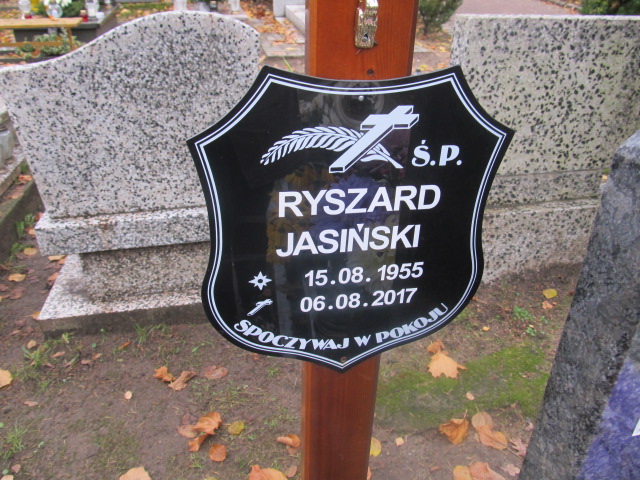 Ś.P.
RYSZARD
JASIŃSKI
15.08.1955
06.08.2017
SPOCZYWAJ W POKOJU